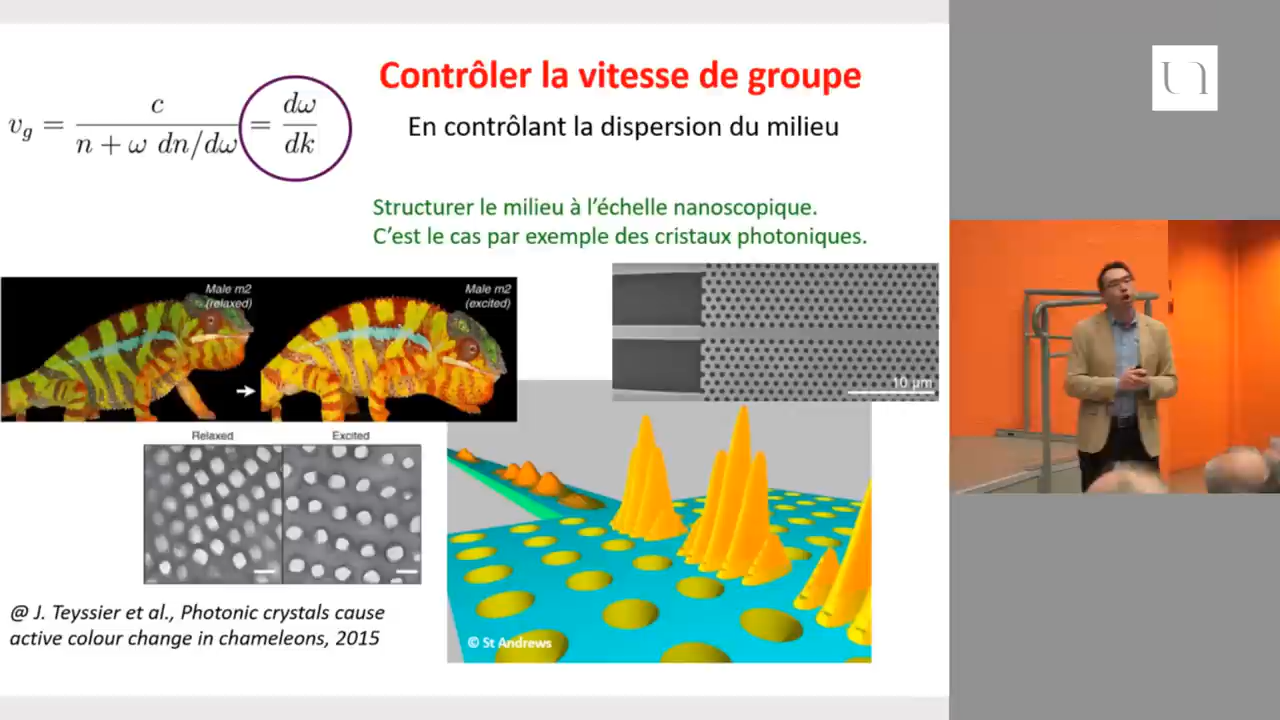 Contrôler la vitesse de groupe
v_g = c / (n + ω dn/dω) = dω/dk
En contrôlant la dispersion du milieu
Structurer le milieu à l'échelle nanoscopique.
C'est le cas par exemple des cristaux photoniques.
Male m2
(relaxed)
Male m2
(excited)
10 µm
Relaxed
Excited
@ J. Teyssier et al., Photonic crystals cause
active colour change in chameleons, 2015
© St Andrews